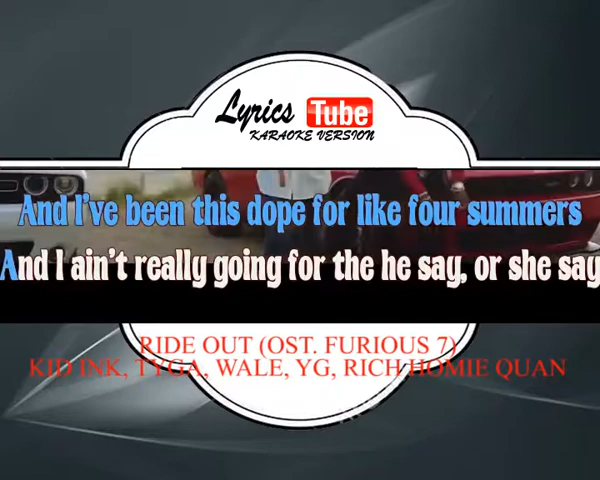 Lyrics Tube
KARAOKE VERSION
And I've been this dope for like four summers
And I ain't really going for the he say, or she say
RIDE OUT (OST. FURIOUS 7)
KID INK, TYGA, WALE, YG, RICH HOMIE QUAN